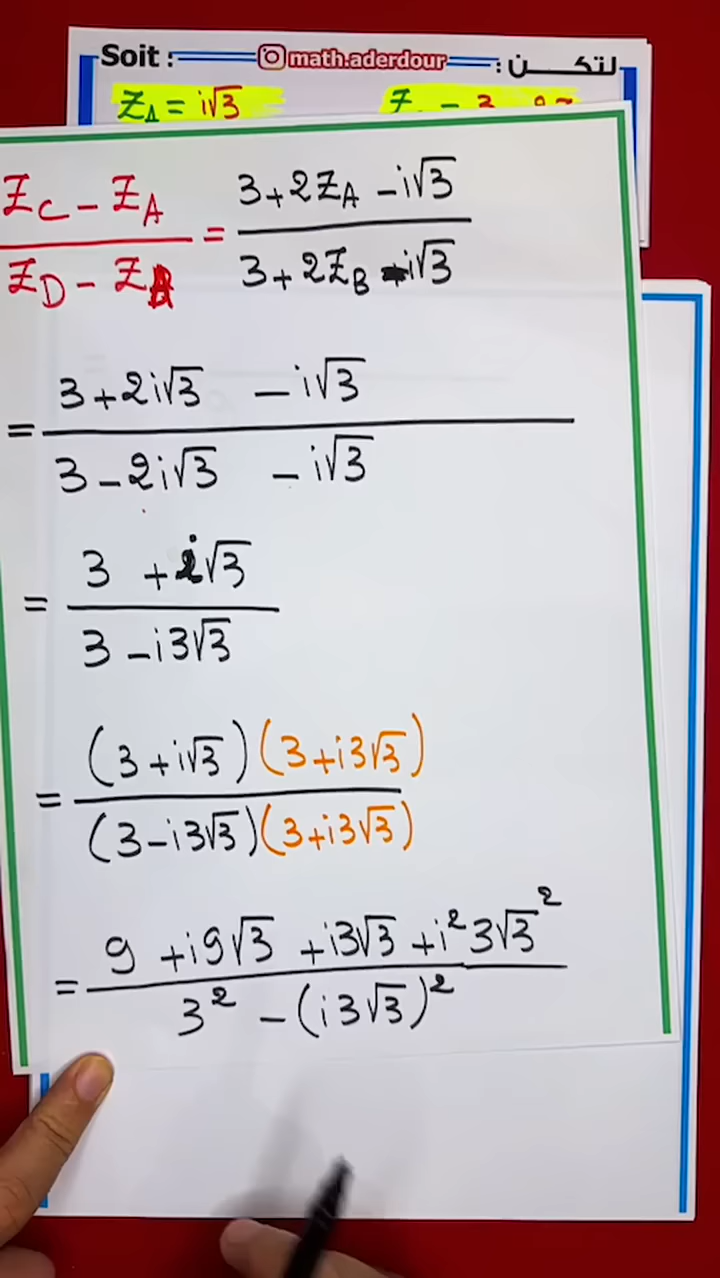 Soit : math.aderdour لتكن :
Z_A = i√3
Z_C - Z_A / Z_D - Z_A = 3+2Z_A - i√3 / 3+2Z_B - i√3
= 3+2i√3 - i√3 / 3-2i√3 - i√3
= 3 + i√3 / 3 - i3√3
= (3+i√3)(3+i3√3) / (3-i3√3)(3+i3√3)
= 9 + i9√3 + i3√3 + i²3√3² / 3² - (i3√3)²